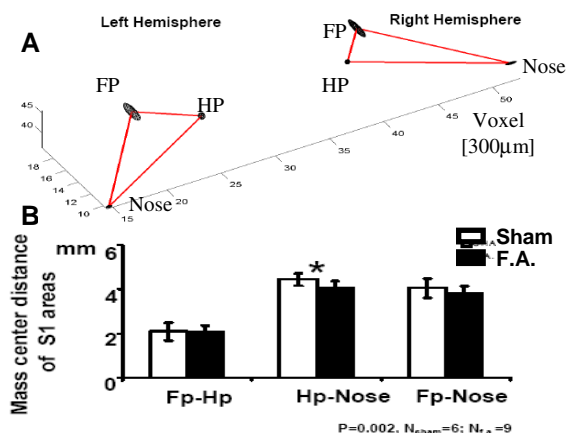 Left Hemisphere
Right Hemisphere
A
FP
HP
Nose
FP
HP
Nose
45
40
18
16
14
12
10
15
20
25
30
35
40
45
50
Voxel
[300µm]
B
Mass center distance
of S1 areas
mm
6
4
2
0
*
Sham
F.A.
Fp-Hp
Hp-Nose
Fp-Nose
P=0.002, Nsham=6; Nf.a.=9